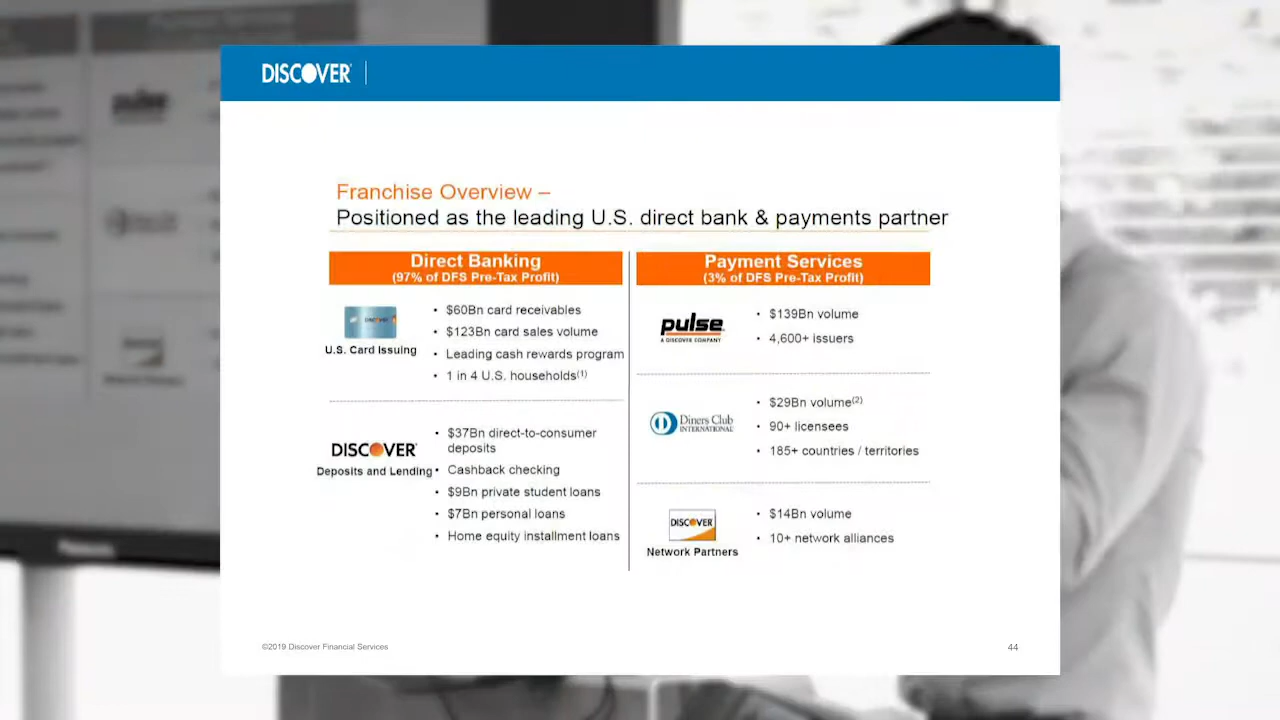 DISCOVER
Franchise Overview –
Positioned as the leading U.S. direct bank & payments partner
Direct Banking
(97% of DFS Pre-Tax Profit)
DISCOVER
U.S. Card Issuing
• $60Bn card receivables
• $123Bn card sales volume
• Leading cash rewards program
• 1 in 4 U.S. households(1)
DISCOVER
Deposits and Lending
• $37Bn direct-to-consumer
deposits
• Cashback checking
• $9Bn private student loans
• $7Bn personal loans
• Home equity installment loans
Payment Services
(3% of DFS Pre-Tax Profit)
pulse
A DISCOVER COMPANY
• $139Bn volume
• 4,600+ issuers
Diners Club
INTERNATIONAL
• $29Bn volume(2)
• 90+ licensees
• 185+ countries / territories
DISCOVER
Network Partners
• $14Bn volume
• 10+ network alliances
©2019 Discover Financial Services
44
pulse